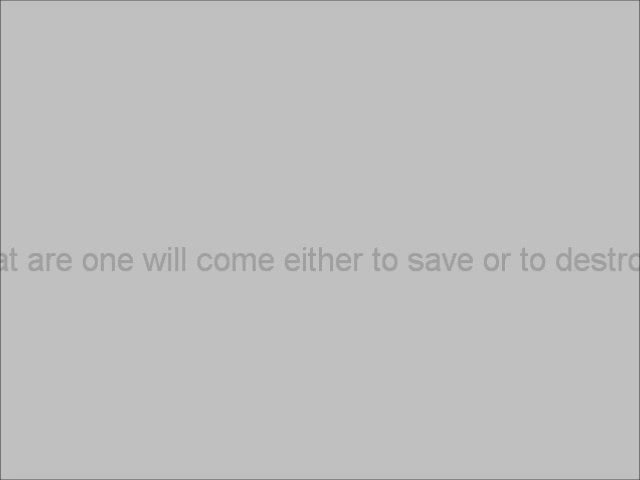 at are one will come either to save or to destro